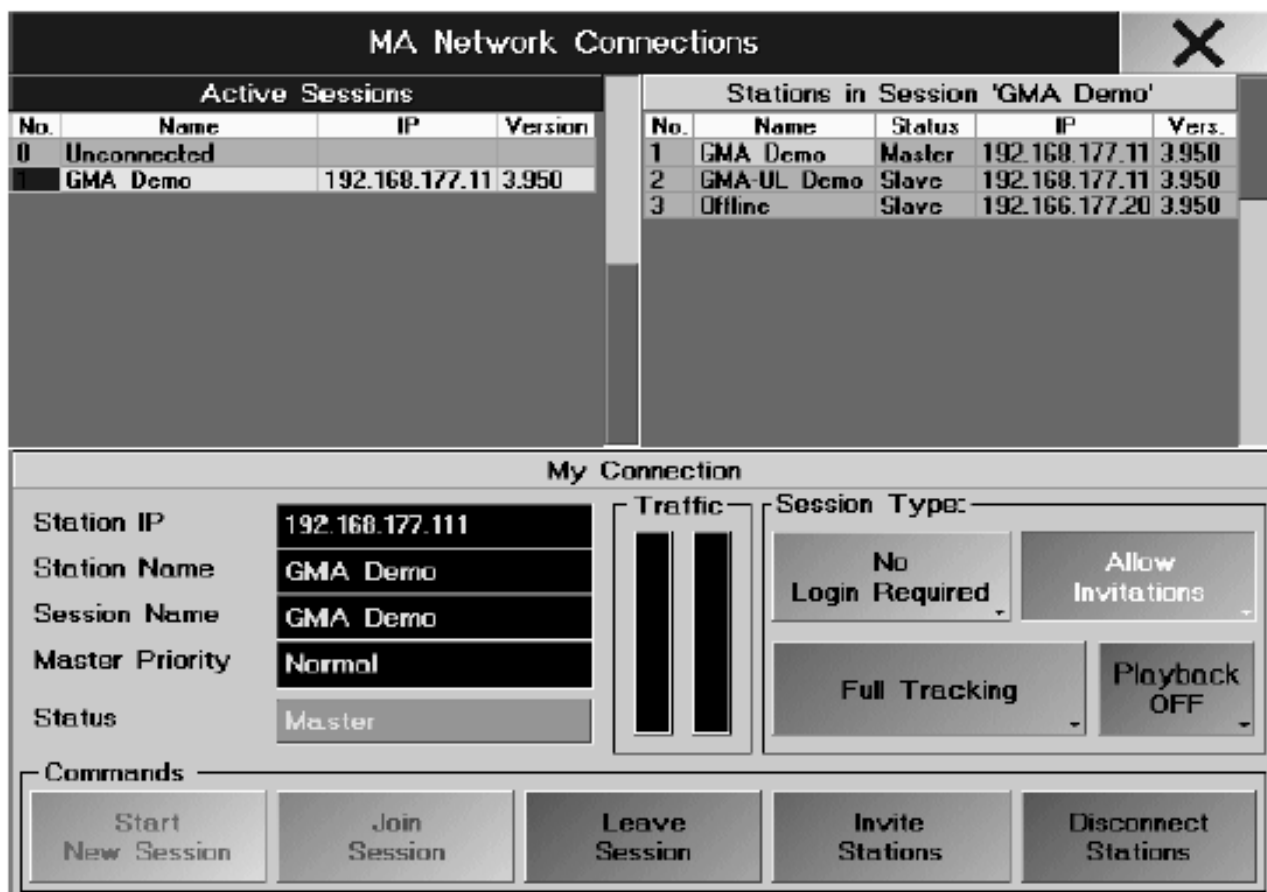 MA Network Connections
Active Sessions
No. Name IP Version
0 Unconnected
1 GMA Demo 192.168.177.11 3.950
Stations in Session 'GMA Demo'
No. Name Status IP Vers.
1 GMA Demo Master 192.168.177.11 3.950
2 GMA-UL Demo Slave 192.168.177.11 3.950
3 Offline Slave 192.166.177.20 3.950
My Connection
Station IP 192.168.177.111
Station Name GMA Demo
Session Name GMA Demo
Master Priority Normal
Status Master
Traffic
Session Type:
No
Login Required
Allow
Invitations
Full Tracking
Playback
OFF
Commands
Start
New Session
Join
Session
Leave
Session
Invite
Stations
Disconnect
Stations